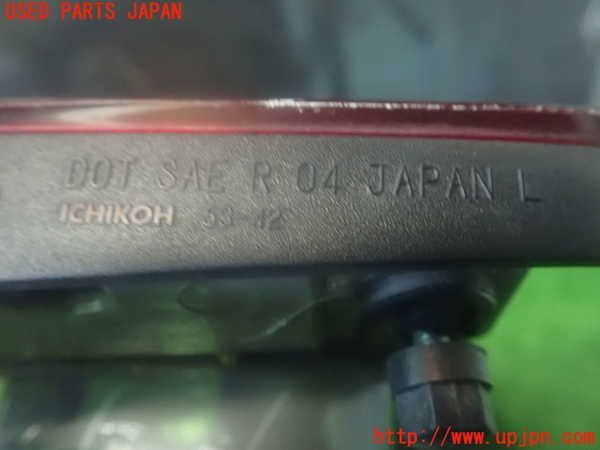 USED PARTS JAPAN
DOT SAE R 04 JAPAN L
ICHIKOH 53-42
http://www.upjpn.com/